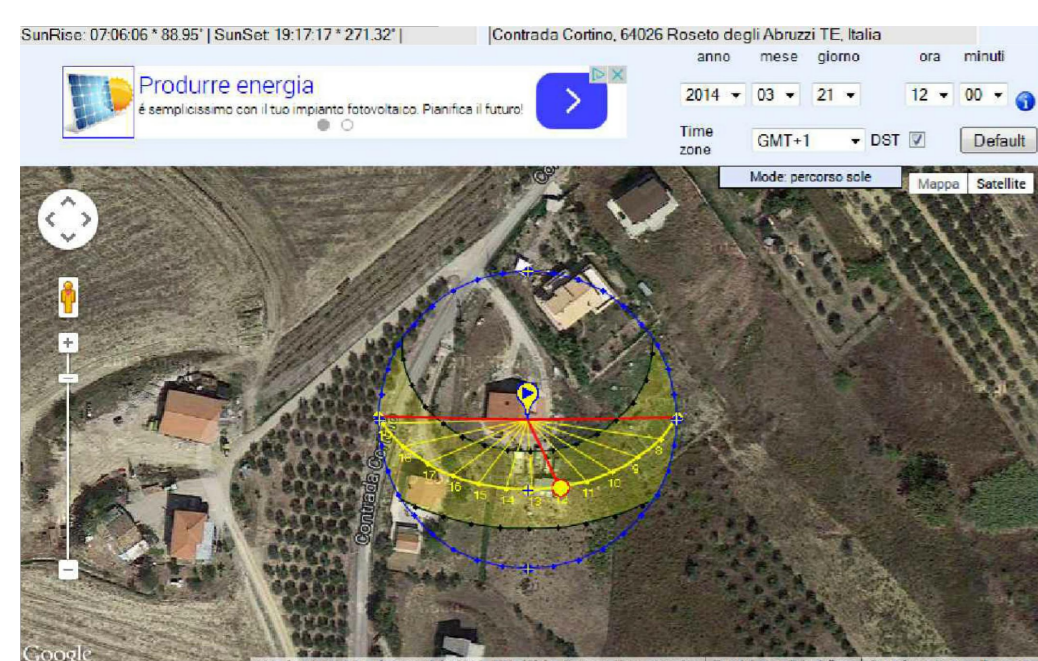 SunRise: 07:06:06 * 88.95° | SunSet: 19:17:17 * 271.32° |
Contrada Cortino, 64026 Roseto degli Abruzzi TE, Italia
anno mese giorno ora minuti
Produrre energia
é semplicissimo con il tuo impianto fotovoltaico. Pianifica il futuro!
2014 03 21 12 00
Time zone GMT+1 DST Default
Mode: percorso sole
Mappa Satellite
Contrada
17 16 15 14 13 12 11 10 9 8
Google